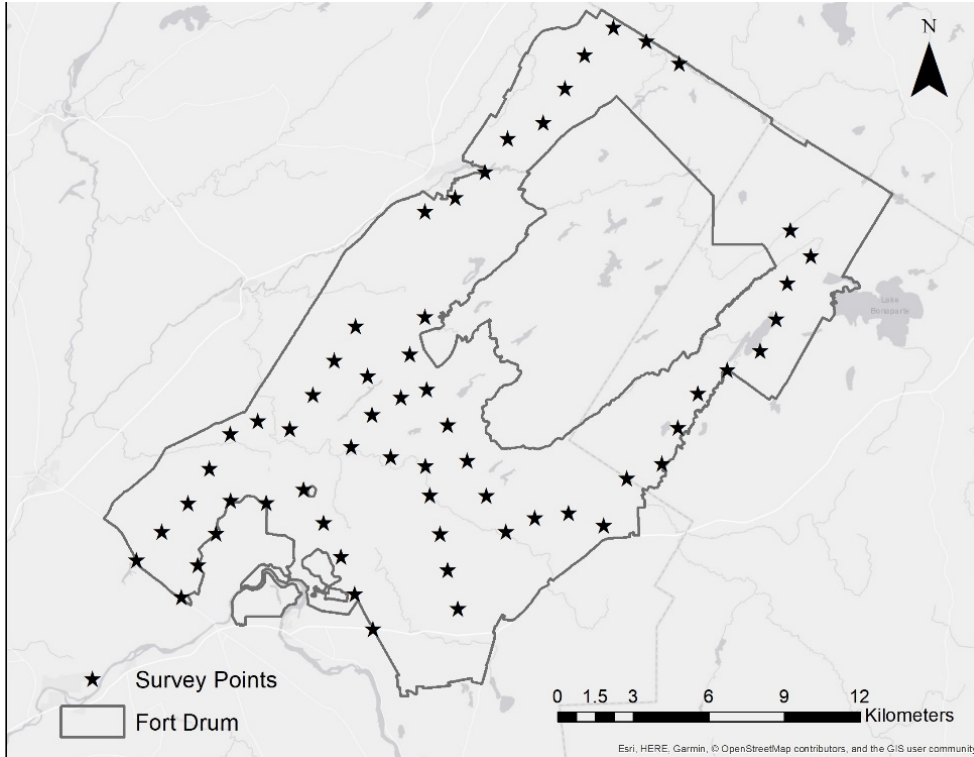 N
Lake
Bonaparte
Survey Points
Fort Drum
0 1.5 3 6 9 12
Kilometers
Esri, HERE, Garmin, © OpenStreetMap contributors, and the GIS user community